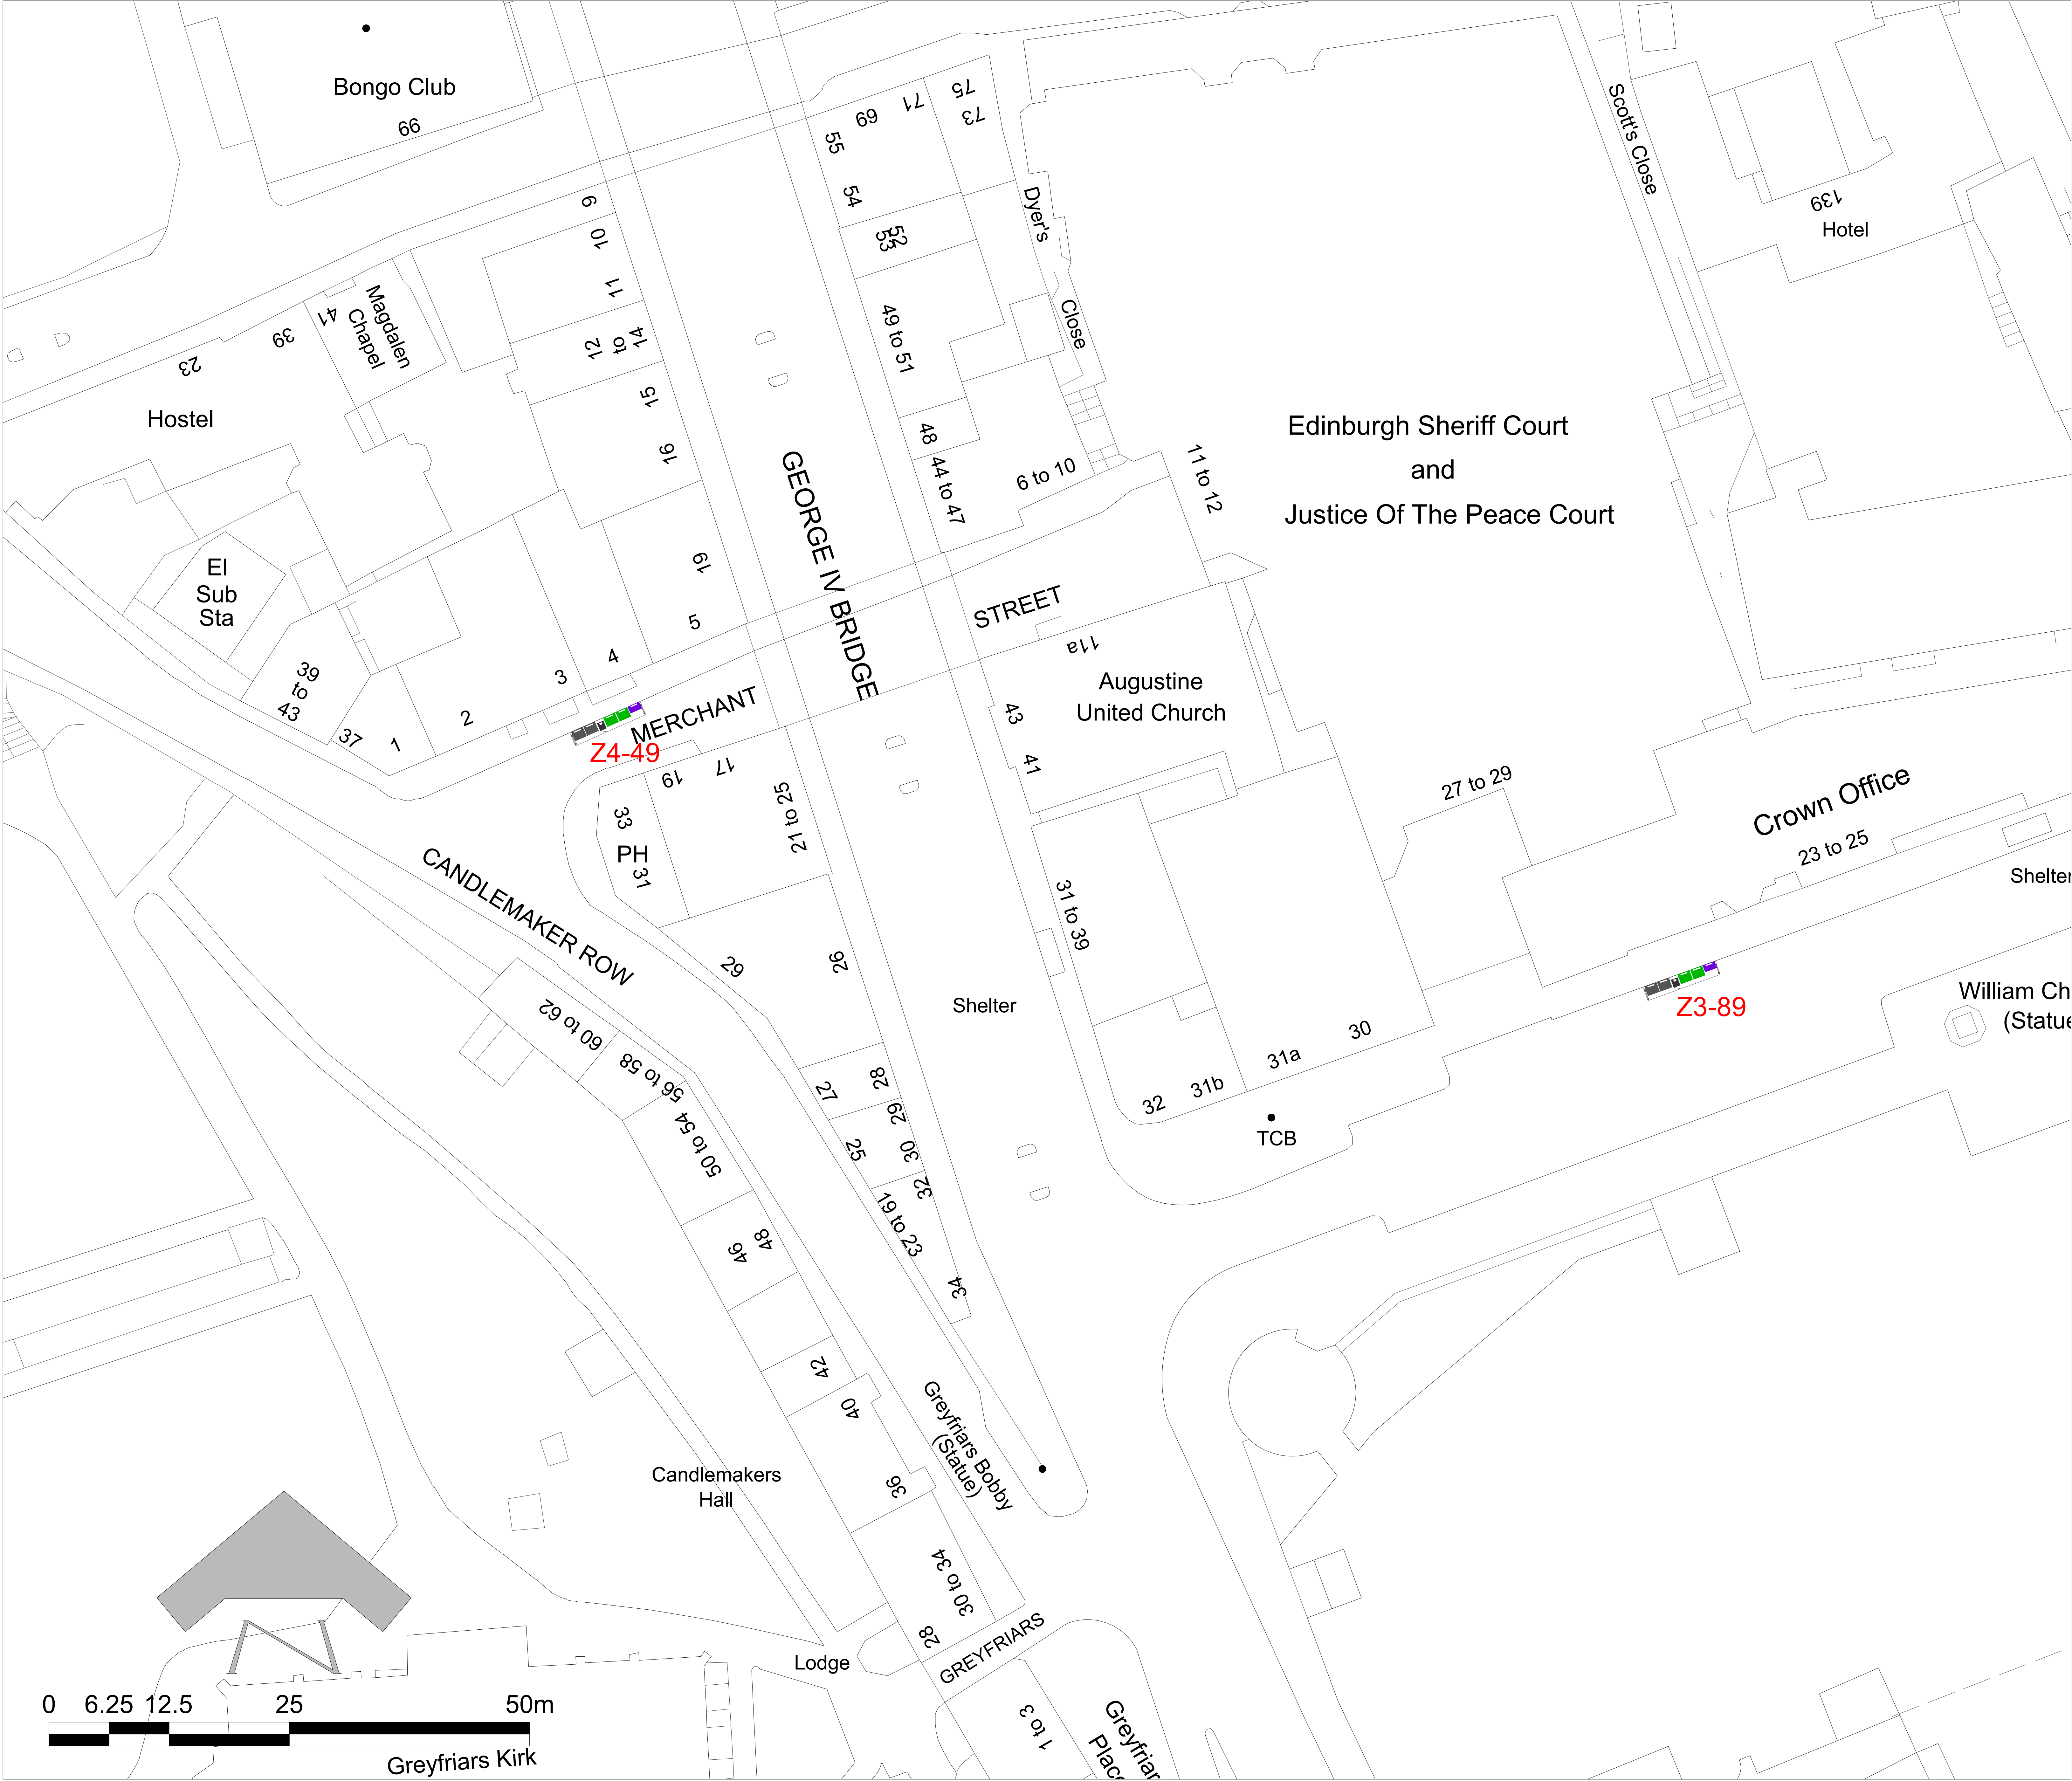 Bongo Club
66
55
69
71
75
73
Scott's Close
139
Hotel
9
10
11
12
to
14
15
16
19
5
54
53
52
Dyer's
Close
49 to 51
48
44 to 47
6 to 10
11 to 12
Magdalen
Chapel
41
39
23
Hostel
Edinburgh Sheriff Court
and
Justice Of The Peace Court
GEORGE IV BRIDGE
El
Sub
Sta
39
to
43
37
1
2
3
4
MERCHANT
STREET
Z4-49
11a
Augustine
United Church
43
41
19
17
21 to 25
33
PH
31
27 to 29
Crown Office
23 to 25
Shelter
CANDLEMAKER ROW
29
26
31 to 39
Shelter
Z3-89
William Ch
(Statue
60 to 62
56 to 58
50 to 54
27
28
29
25
30
32
19 to 23
34
32
31b
31a
30
TCB
48
46
42
40
36
Greyfriars Bobby
(Statue)
Candlemakers
Hall
30 to 34
28
GREYFRIARS
Lodge
1 to 3
Greyfriar
Place
0 6.25 12.5 25 50m
Greyfriars Kirk